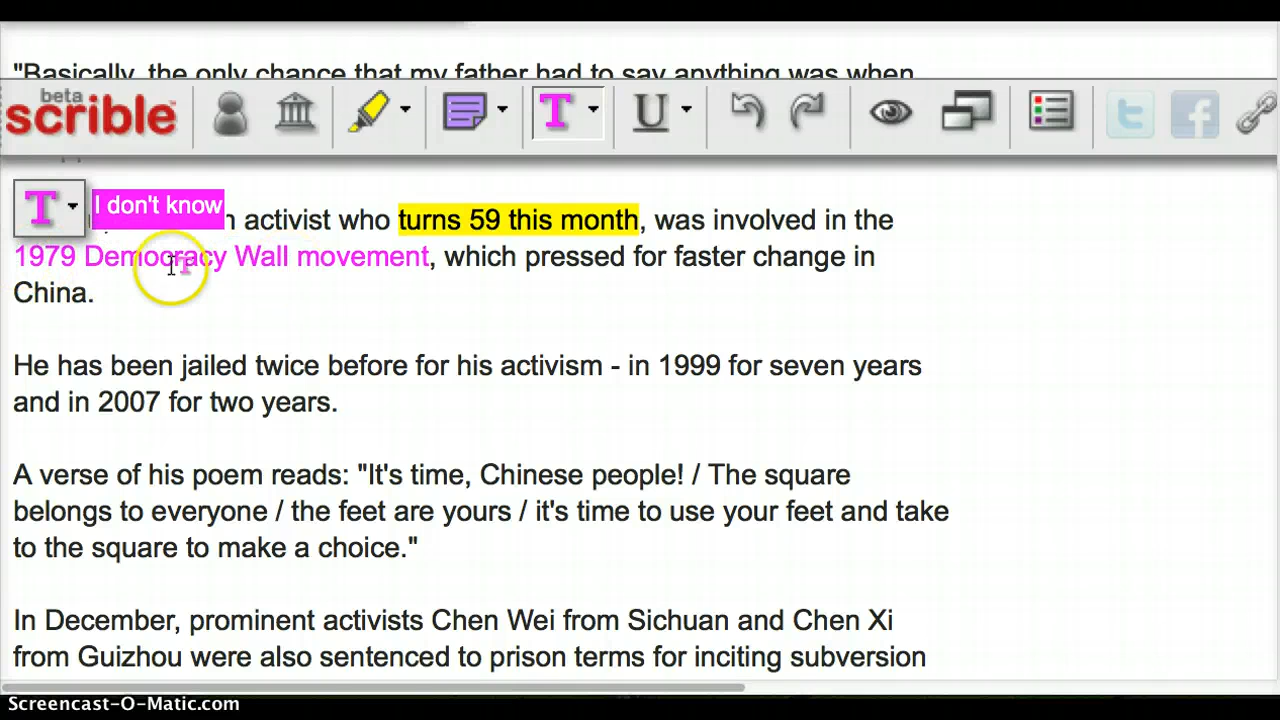 "Basically, the only chance that my father had to say anything was when
beta
scrible™
T
U
t
f
T
I don't know
activist who turns 59 this month, was involved in the
1979 Democracy Wall movement, which pressed for faster change in
China.
He has been jailed twice before for his activism - in 1999 for seven years
and in 2007 for two years.
A verse of his poem reads: "It's time, Chinese people! / The square
belongs to everyone / the feet are yours / it's time to use your feet and take
to the square to make a choice."
In December, prominent activists Chen Wei from Sichuan and Chen Xi
from Guizhou were also sentenced to prison terms for inciting subversion
Screencast-O-Matic.com